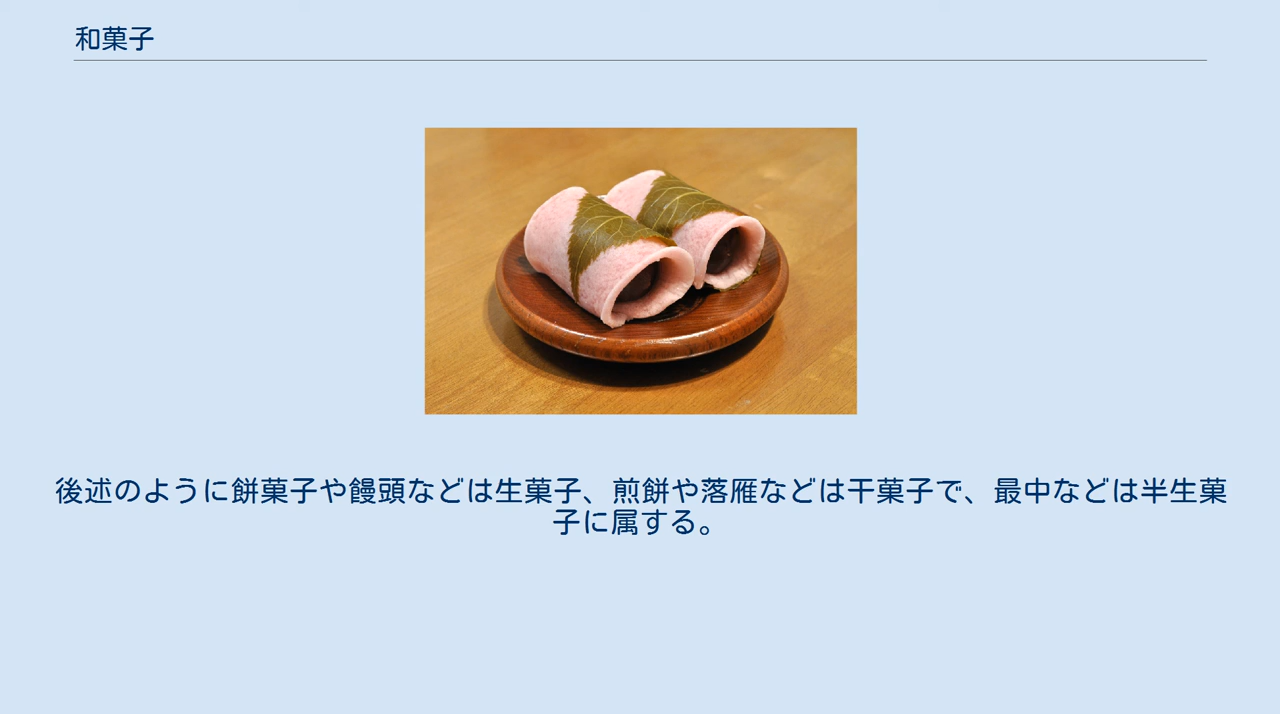 和菓子
後述のように餅菓子や饅頭などは生菓子、煎餅や落雁などは干菓子で、最中などは半生菓
子に属する。